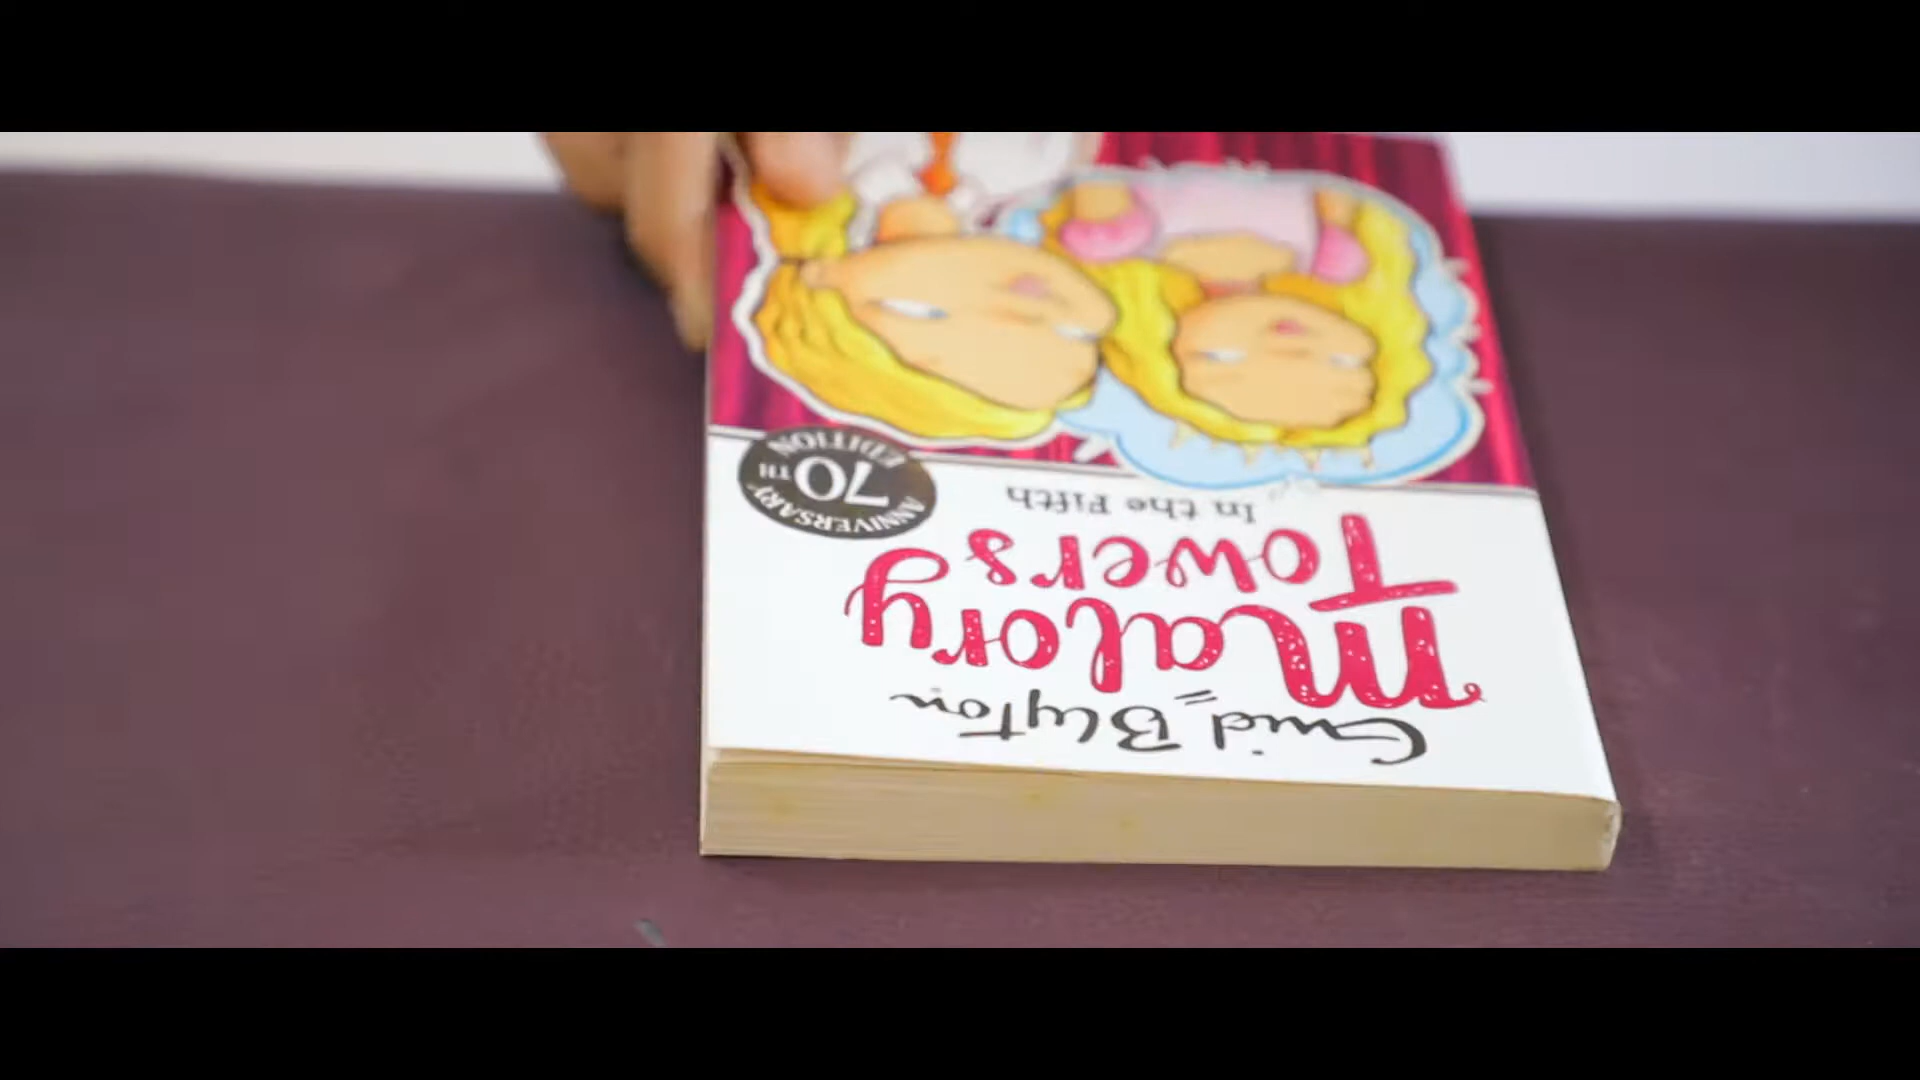 Enid Blyton
Malory
Towers
In the Fifth
70TH
ANNIVERSARY
EDITION